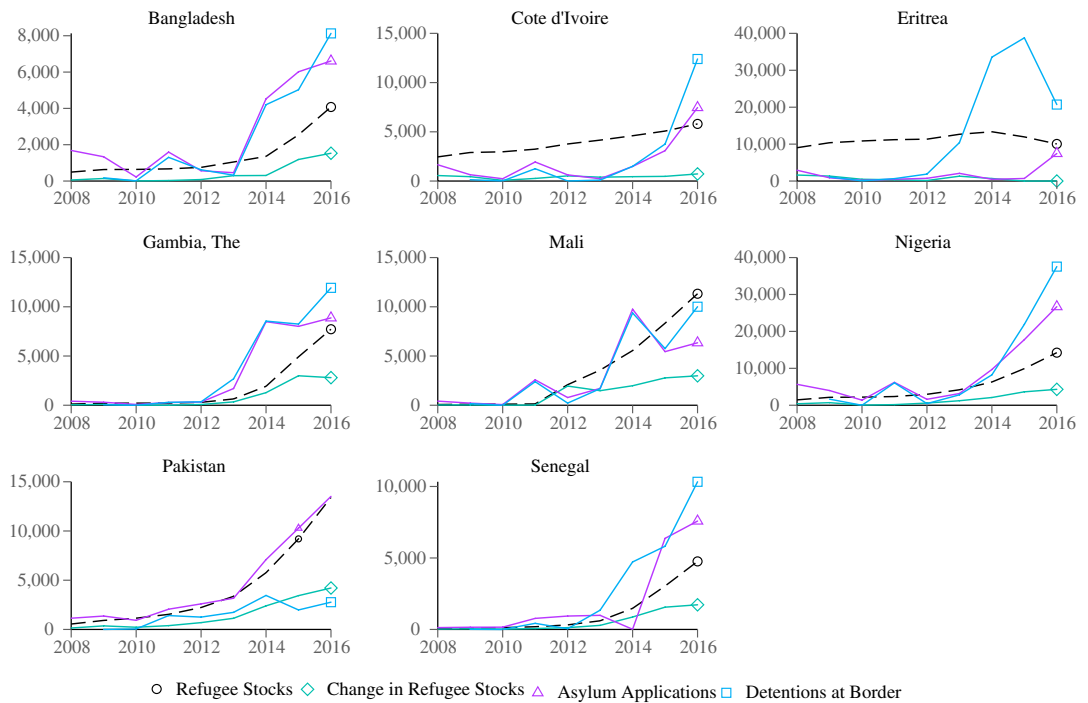 Bangladesh
8,000
6,000
4,000
2,000
0
2008 2010 2012 2014 2016
Cote d'Ivoire
15,000
10,000
5,000
0
2008 2010 2012 2014 2016
Eritrea
40,000
30,000
20,000
10,000
0
2008 2010 2012 2014 2016
Gambia, The
15,000
10,000
5,000
0
2008 2010 2012 2014 2016
Mali
15,000
10,000
5,000
0
2008 2010 2012 2014 2016
Nigeria
40,000
30,000
20,000
10,000
0
2008 2010 2012 2014 2016
Pakistan
15,000
10,000
5,000
0
2008 2010 2012 2014 2016
Senegal
10,000
5,000
0
2008 2010 2012 2014 2016
Refugee Stocks Change in Refugee Stocks Asylum Applications Detentions at Border